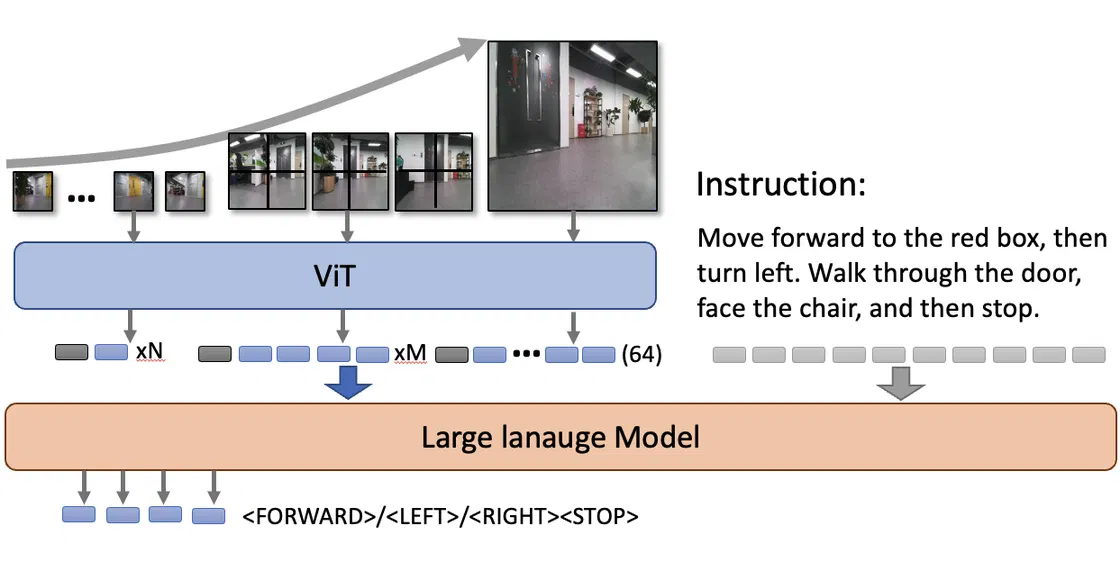 Instruction:
Move forward to the red box, then
turn left. Walk through the door,
face the chair, and then stop.
ViT
xN
xM
(64)
Large lanauge Model
<FORWARD>/<LEFT>/<RIGHT><STOP>